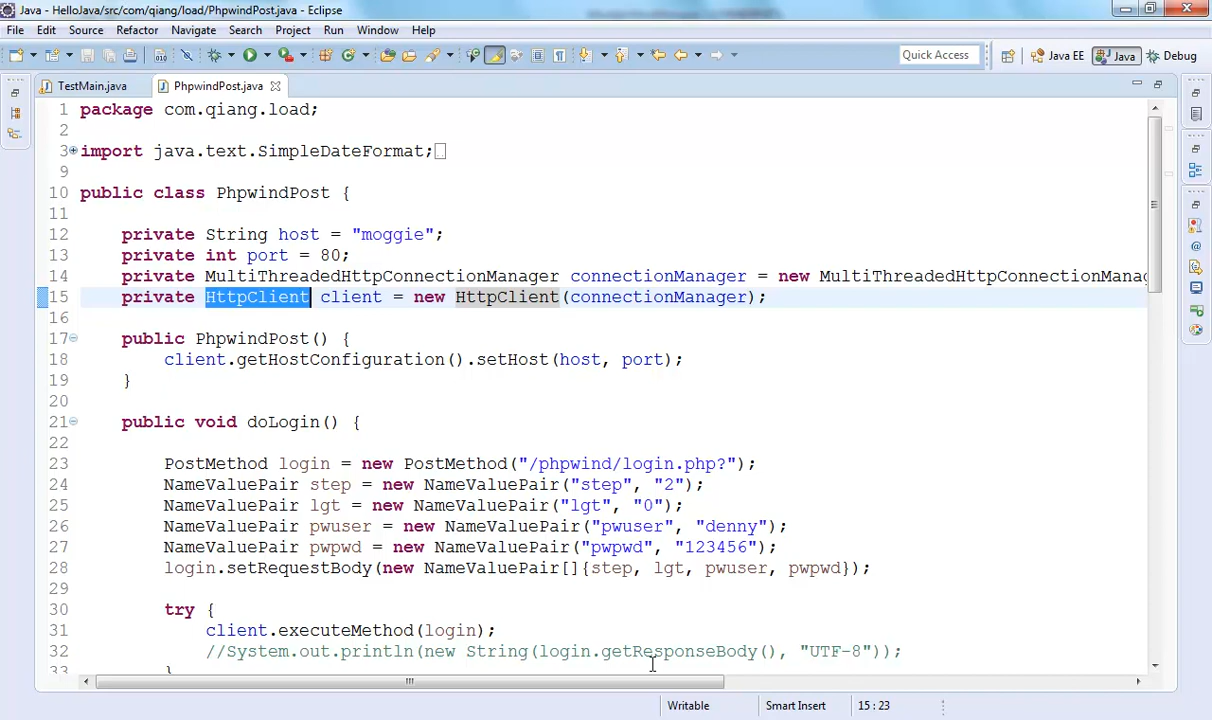 Java - HelloJava/src/com/qiang/load/PhpwindPost.java - Eclipse
File Edit Source Refactor Navigate Search Project Run Window Help
Quick Access Java EE Java Debug
TestMain.java PhpwindPost.java
1 package com.qiang.load;
2
3 import java.text.SimpleDateFormat;
9
10 public class PhpwindPost {
11
12 private String host = "moggie";
13 private int port = 80;
14 private MultiThreadedHttpConnectionManager connectionManager = new MultiThreadedHttpConnectionMana
15 private HttpClient client = new HttpClient(connectionManager);
16
17 public PhpwindPost() {
18 client.getHostConfiguration().setHost(host, port);
19 }
20
21 public void doLogin() {
22
23 PostMethod login = new PostMethod("/phpwind/login.php?");
24 NameValuePair step = new NameValuePair("step", "2");
25 NameValuePair lgt = new NameValuePair("lgt", "0");
26 NameValuePair pwuser = new NameValuePair("pwuser", "denny");
27 NameValuePair pwpwd = new NameValuePair("pwpwd", "123456");
28 login.setRequestBody(new NameValuePair[]{step, lgt, pwuser, pwpwd});
29
30 try {
31 client.executeMethod(login);
32 //System.out.println(new String(login.getResponseBody(), "UTF-8"));
33 }
Writable Smart Insert 15 : 23